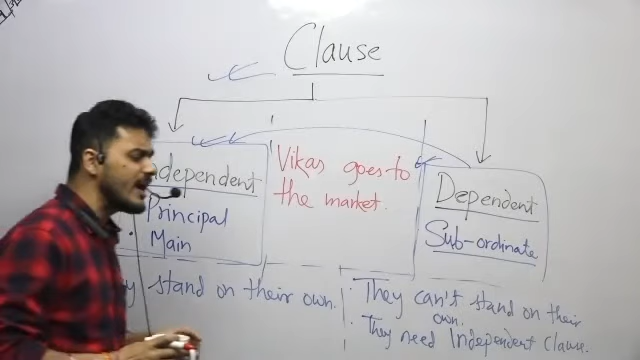 Clause
Independent
Principal
Main
Vikas goes to
the market.
Dependent
Sub-ordinate
stand on their own.
They can't stand on their
own.
They need Independent Clause.